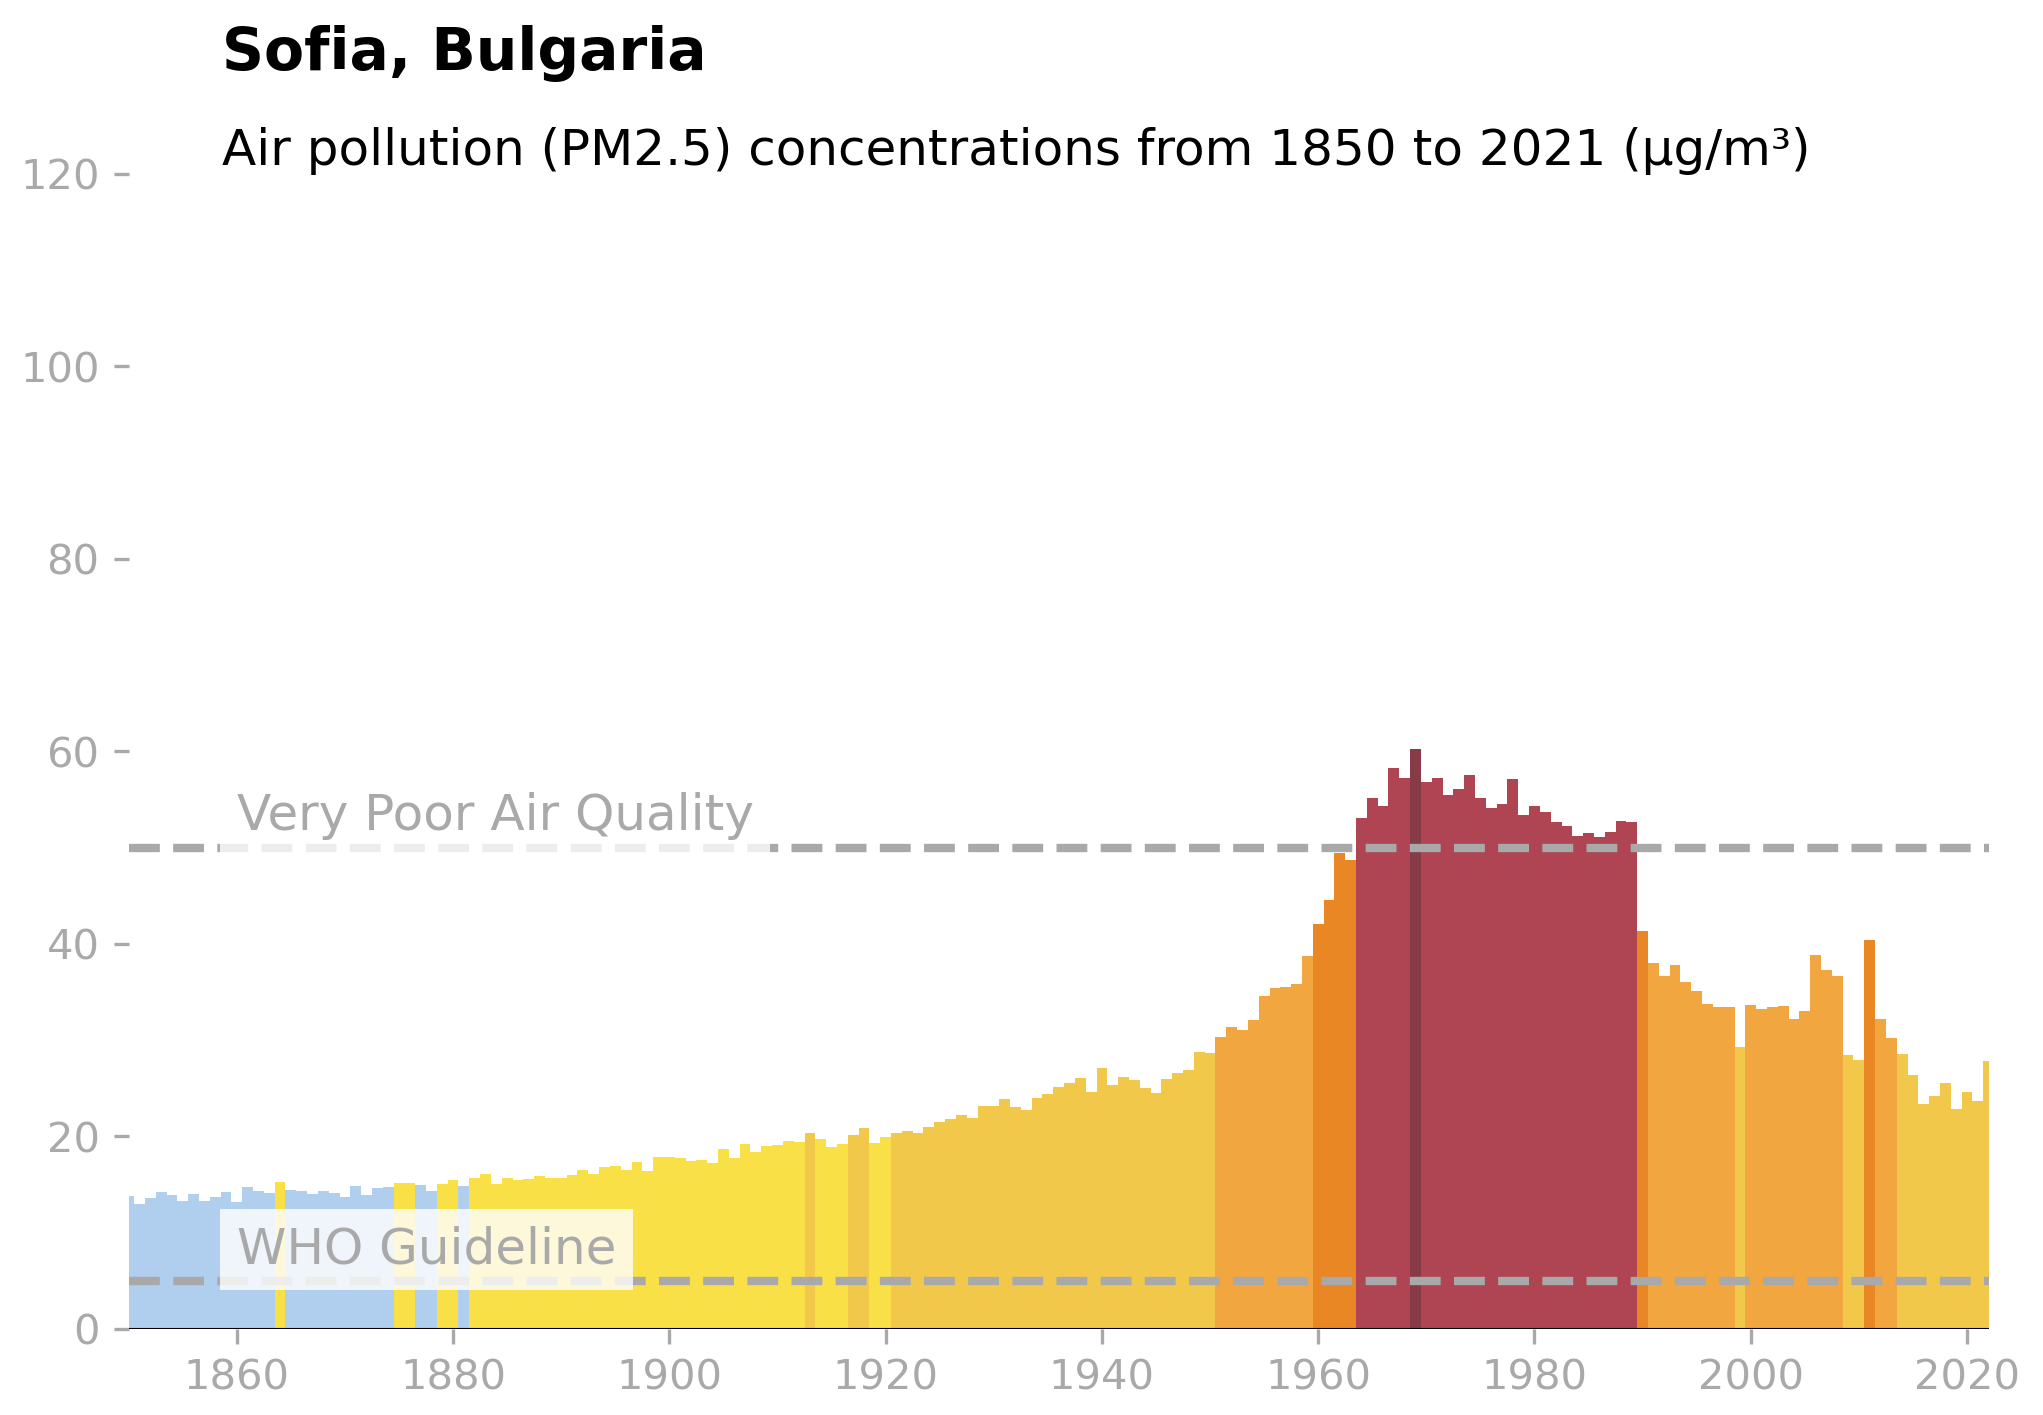 Sofia, Bulgaria
Air pollution (PM2.5) concentrations from 1850 to 2021 (µg/m³)
120
100
80
60
Very Poor Air Quality
40
20
WHO Guideline
0
1860 1880 1900 1920 1940 1960 1980 2000 2020